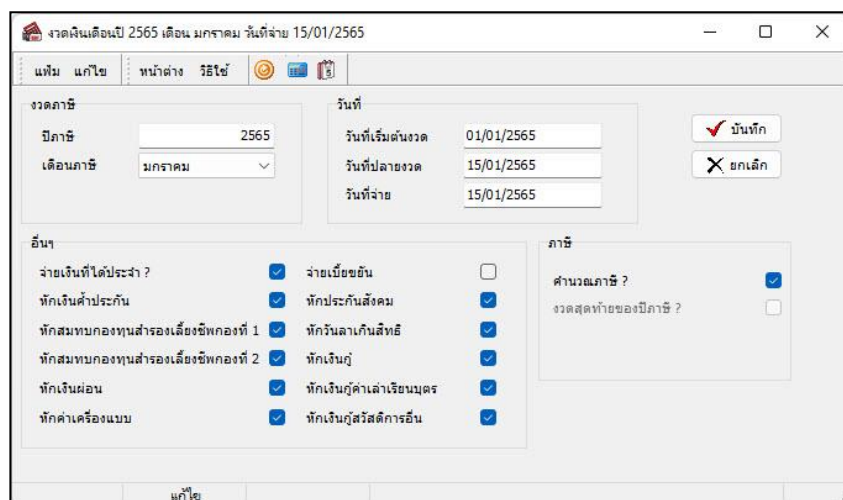 งวดเงินเดือนปี 2565 เดือน มกราคม วันที่จ่าย 15/01/2565
แฟ้ม แก้ไข หน้าต่าง วิธีใช้
งวดภาษี
ปีภาษี 2565
เดือนภาษี มกราคม
วันที่
วันที่เริ่มต้นงวด 01/01/2565
วันที่ปลายงวด 15/01/2565
วันที่จ่าย 15/01/2565
บันทึก
ยกเลิก
อื่นๆ
จ่ายเงินที่ได้ประจำ ? จ่ายเบี้ยขยัน
หักเงินค้ำประกัน หักประกันสังคม
หักสมทบกองทุนสำรองเลี้ยงชีพกองที่ 1 หักวันลาเกินสิทธิ
หักสมทบกองทุนสำรองเลี้ยงชีพกองที่ 2 หักเงินกู้
หักเงินผ่อน หักเงินกู้ค่าเล่าเรียนบุตร
หักค่าเครื่องแบบ หักเงินกู้สวัสดิการอื่น
ภาษี
คำนวณภาษี ?
งวดสุดท้ายของปีภาษี ?
แก้ไข